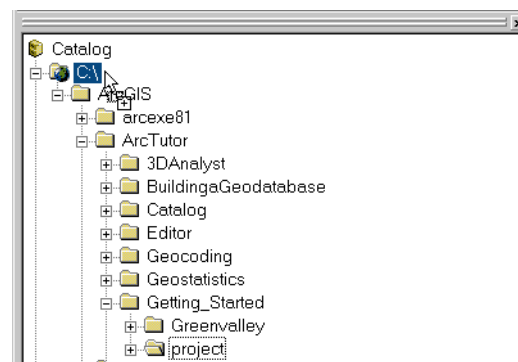 Catalog
C:\
ArcGIS
arcexe81
ArcTutor
3DAnalyst
BuildingaGeodatabase
Catalog
Editor
Geocoding
Geostatistics
Getting_Started
Greenvalley
project